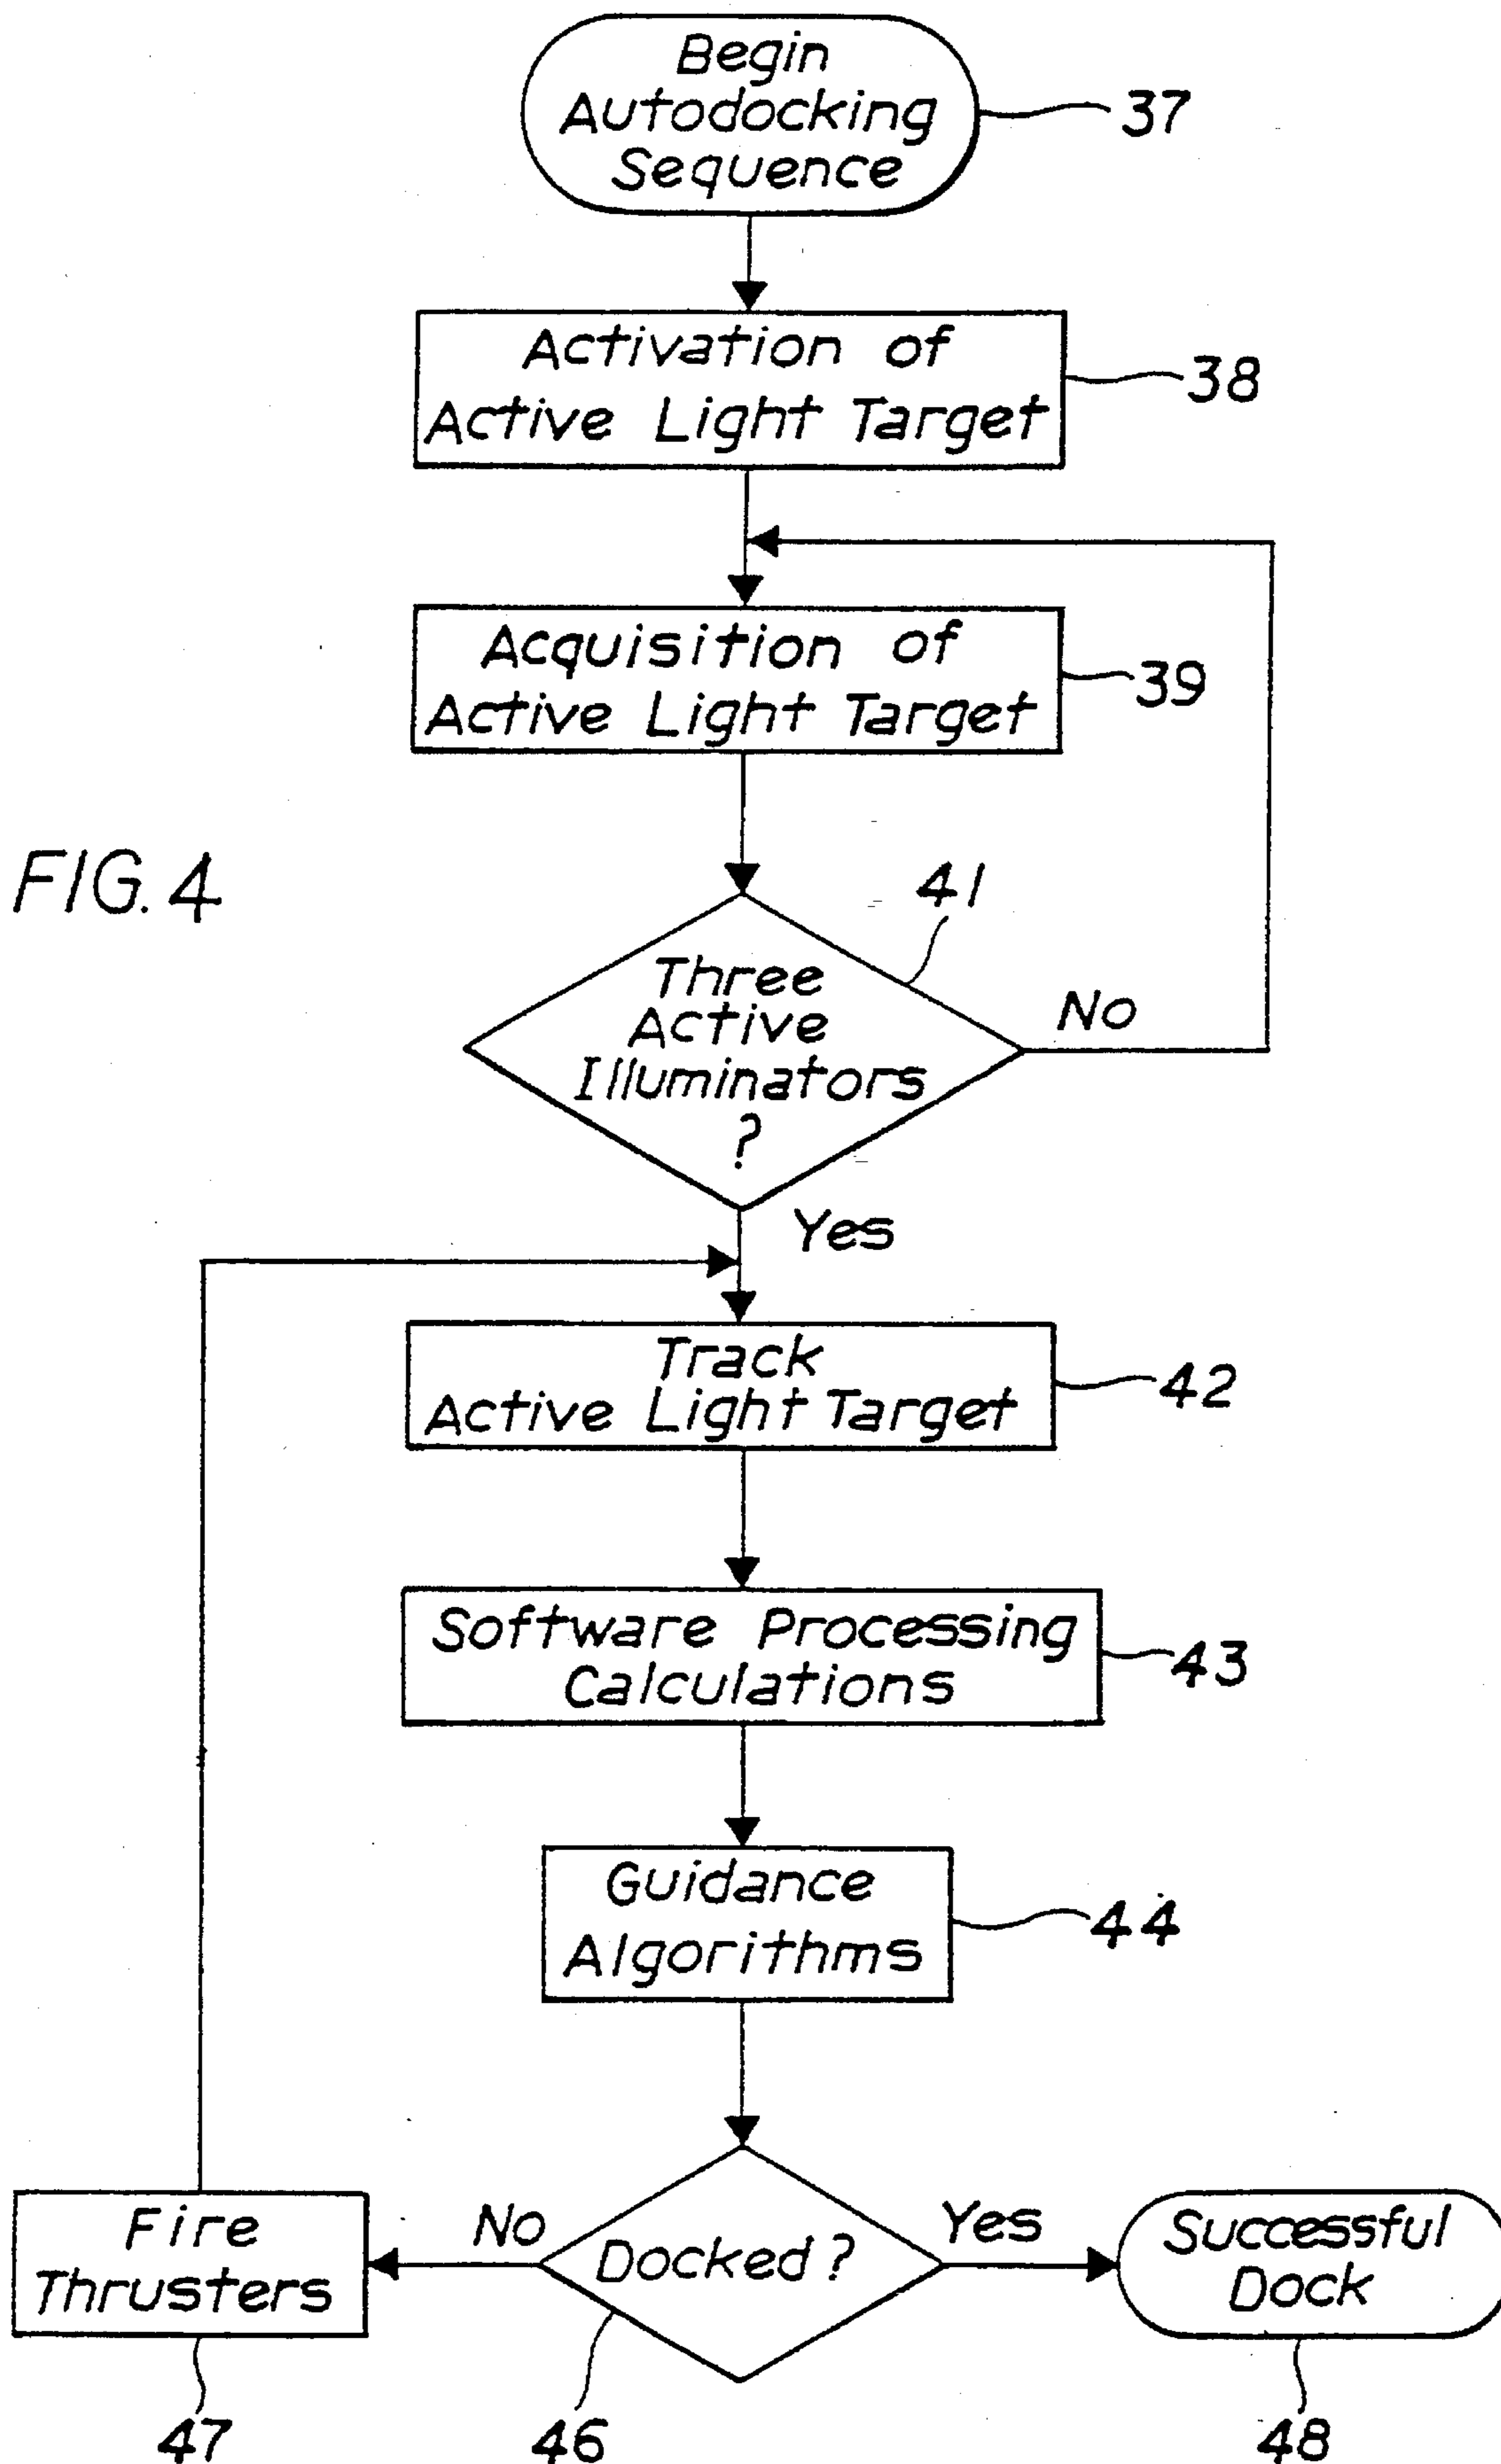 Begin
Autodocking
Sequence
37
Activation of
Active Light Target
38
Acquisition of
Active Light Target
39
FIG. 4
41
Three
Active
Illuminators
?
No
Yes
Track
Active Light Target
42
Software Processing
Calculations
43
Guidance
Algorithms
44
Fire
Thrusters
No
Docked?
Yes
Successful
Dock
47
46
48